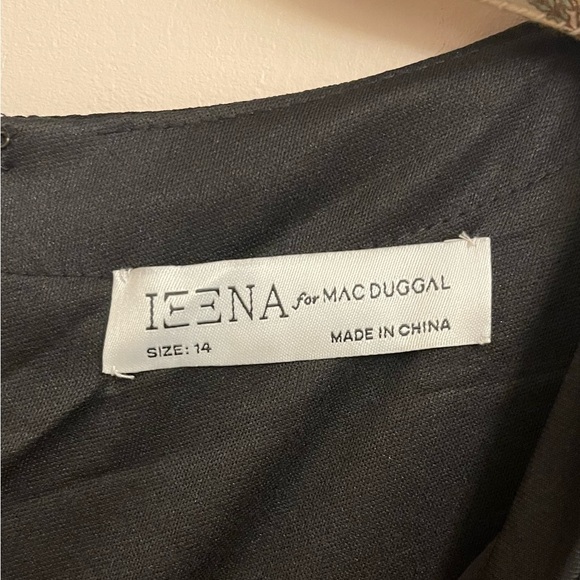 IEENA for MAC DUGGAL
SIZE: 14
MADE IN CHINA